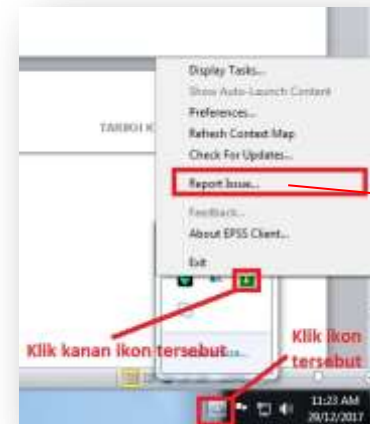 Display Tasks...
Show Auto-Launch Content
Preferences...
Refresh Context Map
Check For Updates...
TARIKH K
Report Issue...
Feedback...
About EPSS Client...
Exit
Klik kanan ikon tersebut
Klik ikon
tersebut
11:23 AM
29/12/2017